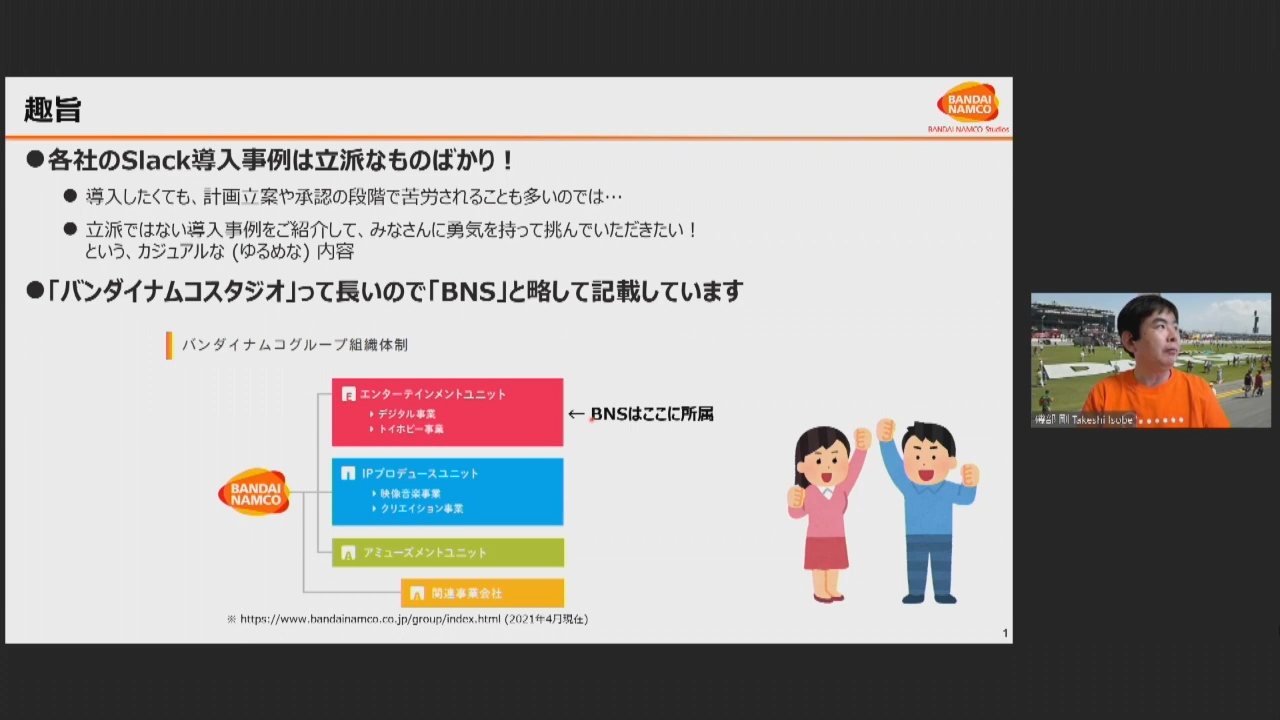 趣旨
BANDAI
NAMCO
BANDAI NAMCO Studios
●各社のSlack導入事例は立派なものばかり！
● 導入したくても、計画立案や承認の段階で苦労されることも多いのでは…
● 立派ではない導入事例をご紹介して、みなさんに勇気を持って挑んでいただきたい！
という、カジュアルな (ゆるめな) 内容
●「バンダイナムコスタジオ」って長いので「BNS」と略して記載しています
バンダイナムコグループ組織体制
E エンターテインメントユニット
デジタル事業
トイホビー事業
← BNSはここに所属
BANDAI
NAMCO
I IPプロデュースユニット
映像音楽事業
クリエイション事業
A アミューズメントユニット
関連事業会社
※ https://www.bandainamco.co.jp/group/index.html (2021年4月現在)
1
磯部 剛 Takeshi Isobe